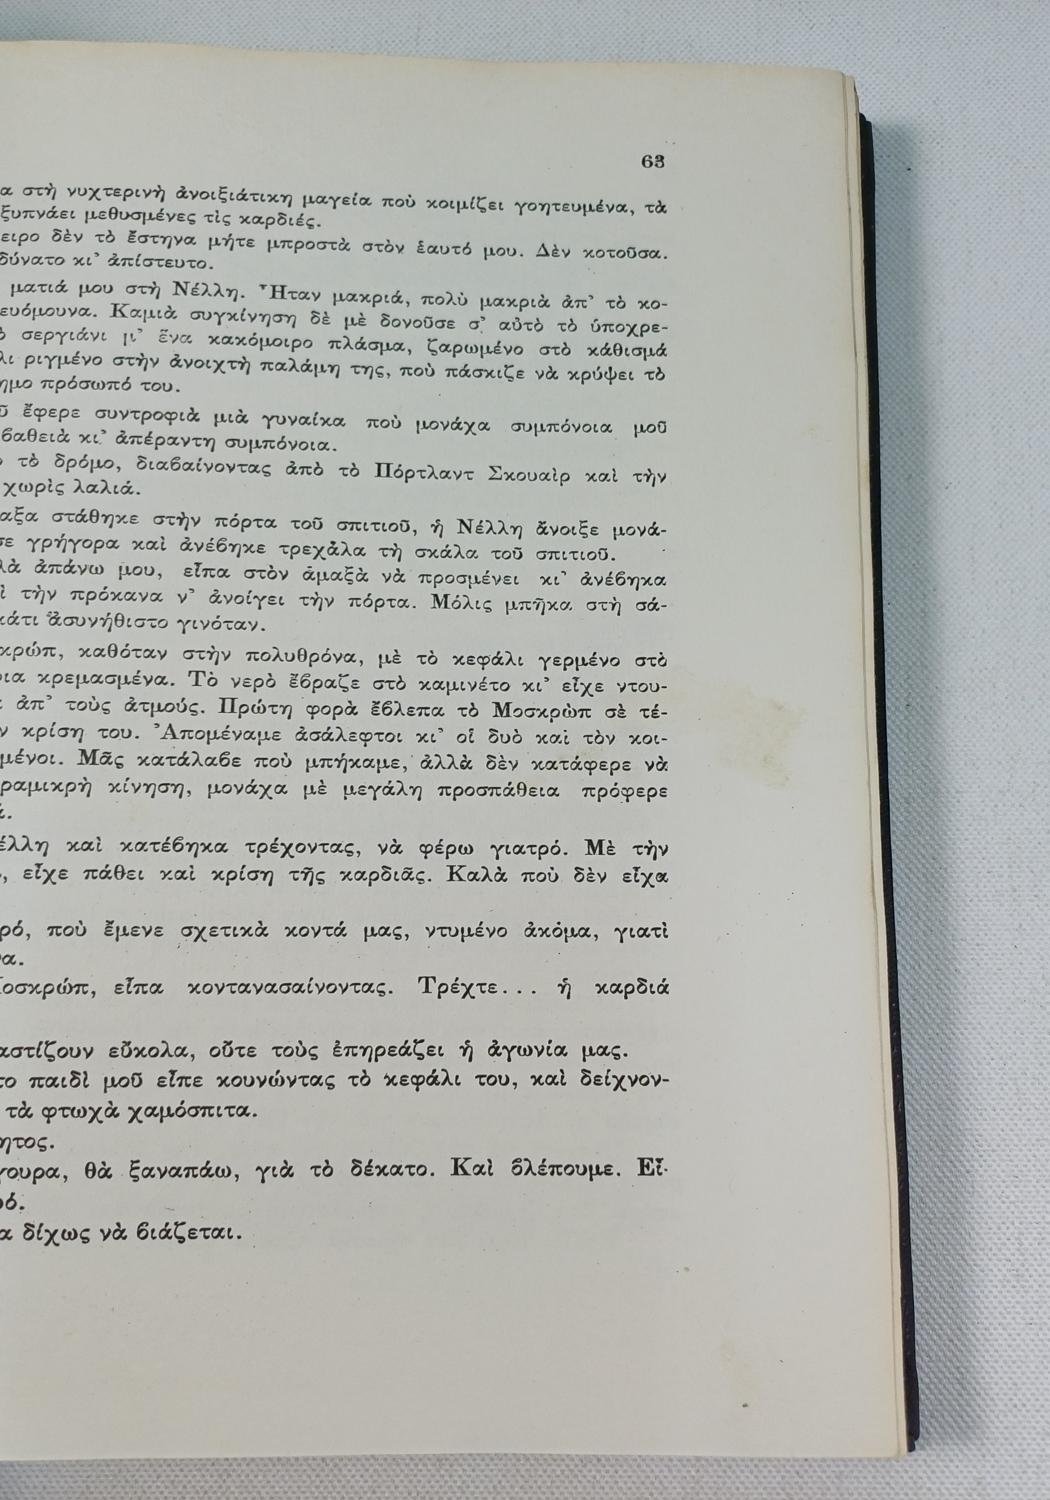 63
στὴ νυχτερινὴ ἀνοιξιάτικη μαγεία ποὺ κοιμίζει γοητευμένα, τὰ
ξυπνάει μεθυσμένες τὶς καρδιές.
ειρο δὲν τὸ ἔστηνα μήτε μπροστὰ στὸν ἑαυτό μου. Δὲν κοτοῦσα.
δύνατο κι’ ἀπίστευτο.
ματιά μου στὴ Νέλλη. Ἦταν μακριά, πολὺ μακριὰ ἀπ’ τὸ κο-
ευόμουνα. Καμιὰ συγκίνηση δὲ μὲ δονοῦσε σ’ αὐτὸ τὸ ὑποχρε-
σεργιάνι μ’ ἕνα κακόμοιρο πλάσμα, ζαρωμένο στὸ κάθισμά
λι ριγμένο στὴν ἀνοιχτὴ παλάμη της, ποὺ πάσκιζε νὰ κρύψει τὸ
ημο πρόσωπό του.
ἔφερε συντροφιὰ μιὰ γυναίκα ποὺ μονάχα συμπόνοια μοῦ
βαθειὰ κι’ ἀπέραντη συμπόνοια.
τὸ δρόμο, διαβαίνοντας ἀπὸ τὸ Πόρτλαντ Σκουαὶρ καὶ τὴν
χωρὶς λαλιά.
αξα στάθηκε στὴν πόρτα τοῦ σπιτιοῦ, ἡ Νέλλη ἄνοιξε μονά-
σε γρήγορα καὶ ἀνέβηκε τρεχάλα τὴ σκάλα τοῦ σπιτιοῦ.
λὰ ἀπάνω μου, εἶπα στὸν ἁμαξὰ νὰ προσμένει κι’ ἀνέβηκα
τὴν πρόκανα ν’ ἀνοίγει τὴν πόρτα. Μόλις μπῆκα στὴ σά-
κάτι ἀσυνήθιστο γινόταν.
κρώπ, καθόταν στὴν πολυθρόνα, μὲ τὸ κεφάλι γερμένο στὸ
ρια κρεμασμένα. Τὸ νερὸ ἔβραζε στὸ καμινέτο κι’ εἶχε ντου-
ἀπ’ τοὺς ἀτμούς. Πρώτη φορὰ ἔβλεπα τὸ Μοσκρὼπ σὲ τέ-
ν κρίση του. Ἀπομέναμε ἀσάλεφτοι κι’ οἱ δυὸ καὶ τὸν κοι-
μένοι. Μᾶς κατάλαβε ποὺ μπήκαμε, ἀλλὰ δὲν κατάφερε νὰ
ραμικρὴ κίνηση, μονάχα μὲ μεγάλη προσπάθεια πρόφερε
ά.
έλλη καὶ κατέβηκα τρέχοντας, νὰ φέρω γιατρό. Μὲ τὴν
, εἶχε πάθει καὶ κρίση τῆς καρδιᾶς. Καλὰ ποὺ δὲν εἶχα
ρό, ποὺ ἔμενε σχετικὰ κοντά μας, ντυμένο ἀκόμα, γιατὶ
να.
οσκρώπ, εἶπα κοντανασαίνοντας. Τρέχτε... ἡ καρδιά
αστίζουν εὔκολα, οὔτε τοὺς ἐπηρεάζει ἡ ἀγωνία μας.
το παιδὶ μοῦ εἶπε κουνώντας τὸ κεφάλι του, καὶ δείχνον-
τὰ φτωχὰ χαμόσπιτα.
ητος.
γουρα, θὰ ξαναπάω, γιὰ τὸ δέκατο. Καὶ βλέπουμε. Εἶ-
ρό.
α δίχως νὰ βιάζεται.